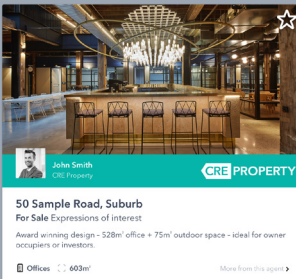 John Smith
CRE Property
CRE PROPERTY
50 Sample Road, Suburb
For Sale Expressions of interest
Award winning design - 528m² office + 75m² outdoor space - ideal for owner
occupiers or investors.
Offices 603m²
More from this agent >